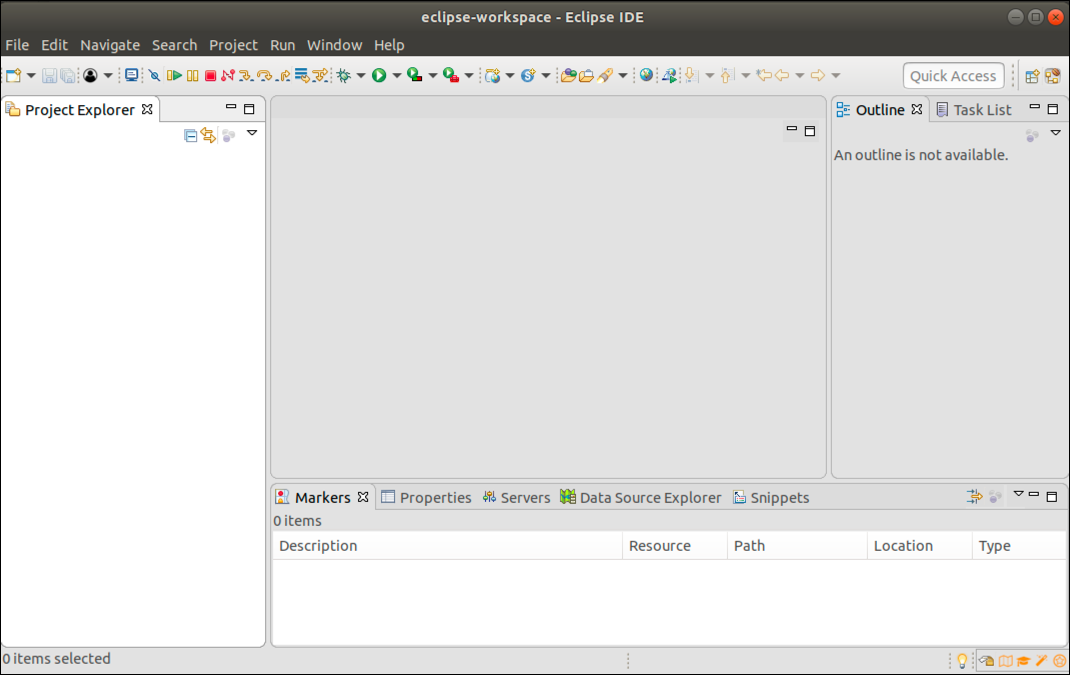 eclipse-workspace - Eclipse IDE
File Edit Navigate Search Project Run Window Help
Quick Access
Project Explorer
Outline Task List
An outline is not available.
Markers Properties Servers Data Source Explorer Snippets
0 items
Description Resource Path Location Type
0 items selected